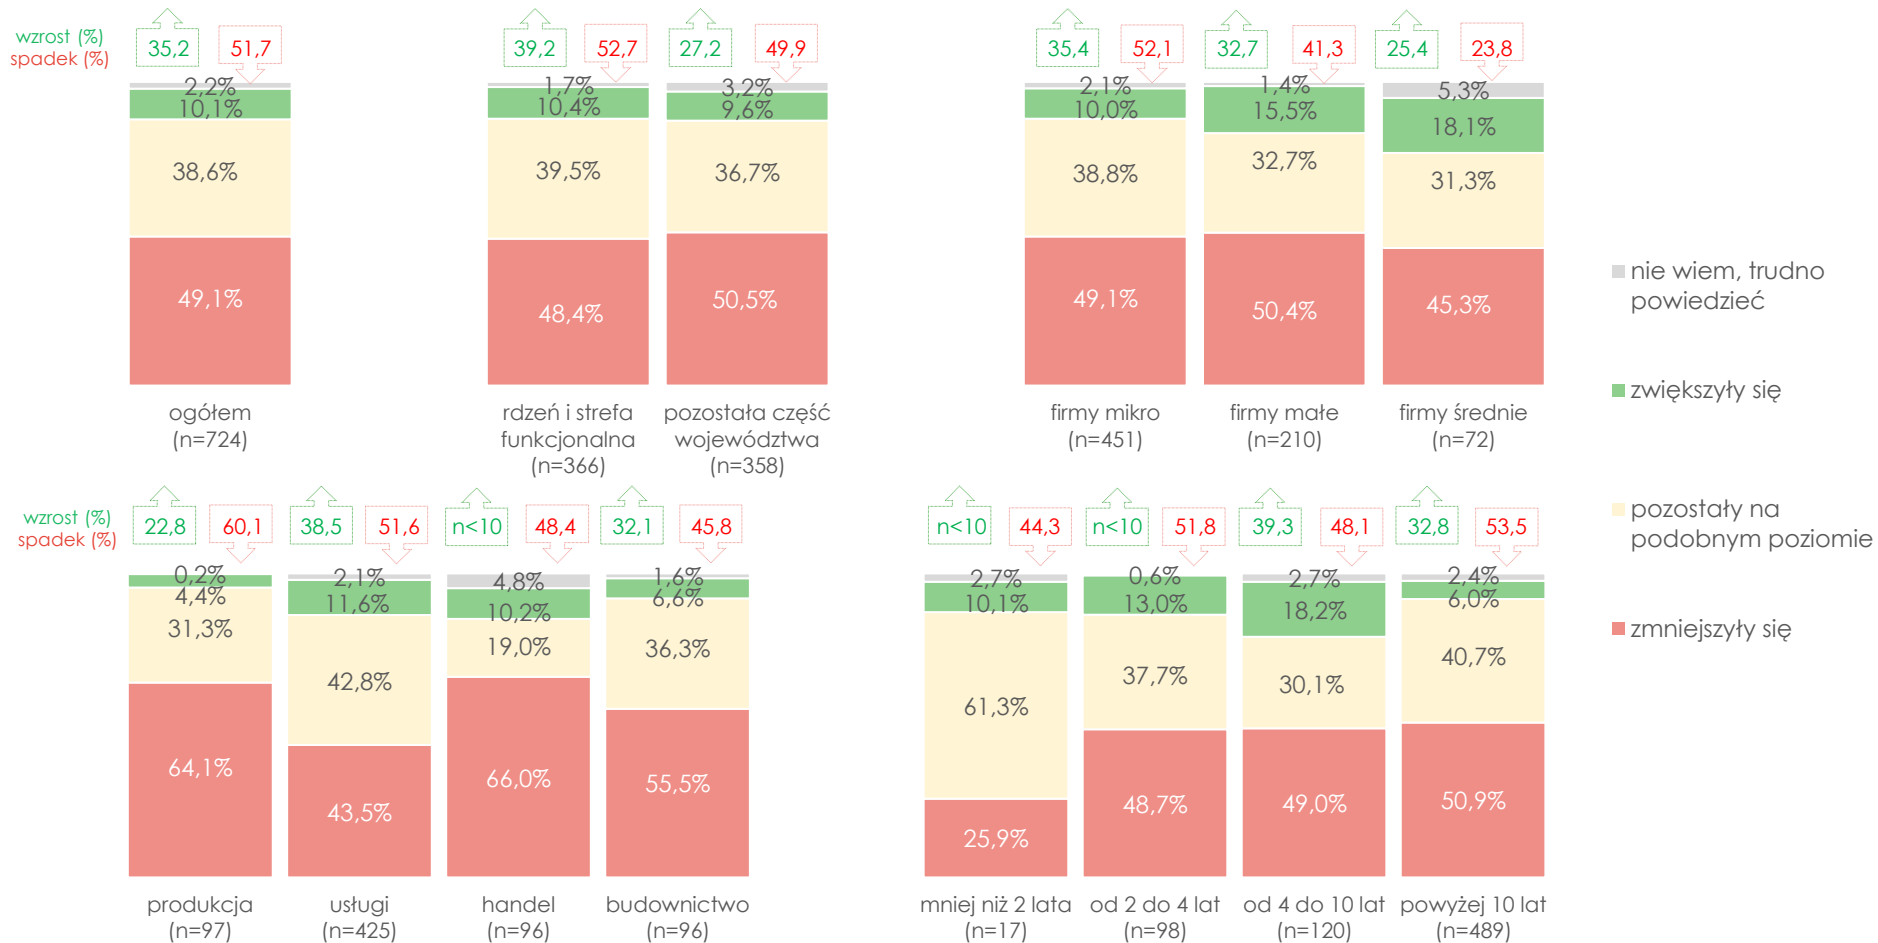 wzrost (%)
spadek (%)
35,2 51,7 39,2 52,7 27,2 49,9 35,4 52,1 32,7 41,3 25,4 23,8
2,2% 1,7% 3,2% 2,1% 1,4% 5,3%
10,1% 10,4% 9,6% 10,0% 15,5% 18,1%
38,6% 39,5% 36,7% 38,8% 32,7% 31,3%
49,1% 48,4% 50,5% 49,1% 50,4% 45,3%
ogółem
(n=724)
rdzeń i strefa
funkcjonalna
(n=366)
pozostała część
województwa
(n=358)
firmy mikro
(n=451)
firmy małe
(n=210)
firmy średnie
(n=72)
nie wiem, trudno
powiedzieć
zwiększyły się
pozostały na
podobnym poziomie
zmniejszyły się
wzrost (%)
spadek (%)
22,8 60,1 38,5 51,6 n<10 48,4 32,1 45,8 n<10 44,3 n<10 51,8 39,3 48,1 32,8 53,5
0,2% 2,1% 4,8% 1,6% 2,7% 0,6% 2,7% 2,4%
4,4% 11,6% 10,2% 6,6% 10,1% 13,0% 18,2% 6,0%
31,3% 42,8% 19,0% 36,3% 61,3% 37,7% 30,1% 40,7%
64,1% 43,5% 66,0% 55,5% 25,9% 48,7% 49,0% 50,9%
produkcja
(n=97)
usługi
(n=425)
handel
(n=96)
budownictwo
(n=96)
mniej niż 2 lata
(n=17)
od 2 do 4 lat
(n=98)
od 4 do 10 lat
(n=120)
powyżej 10 lat
(n=489)